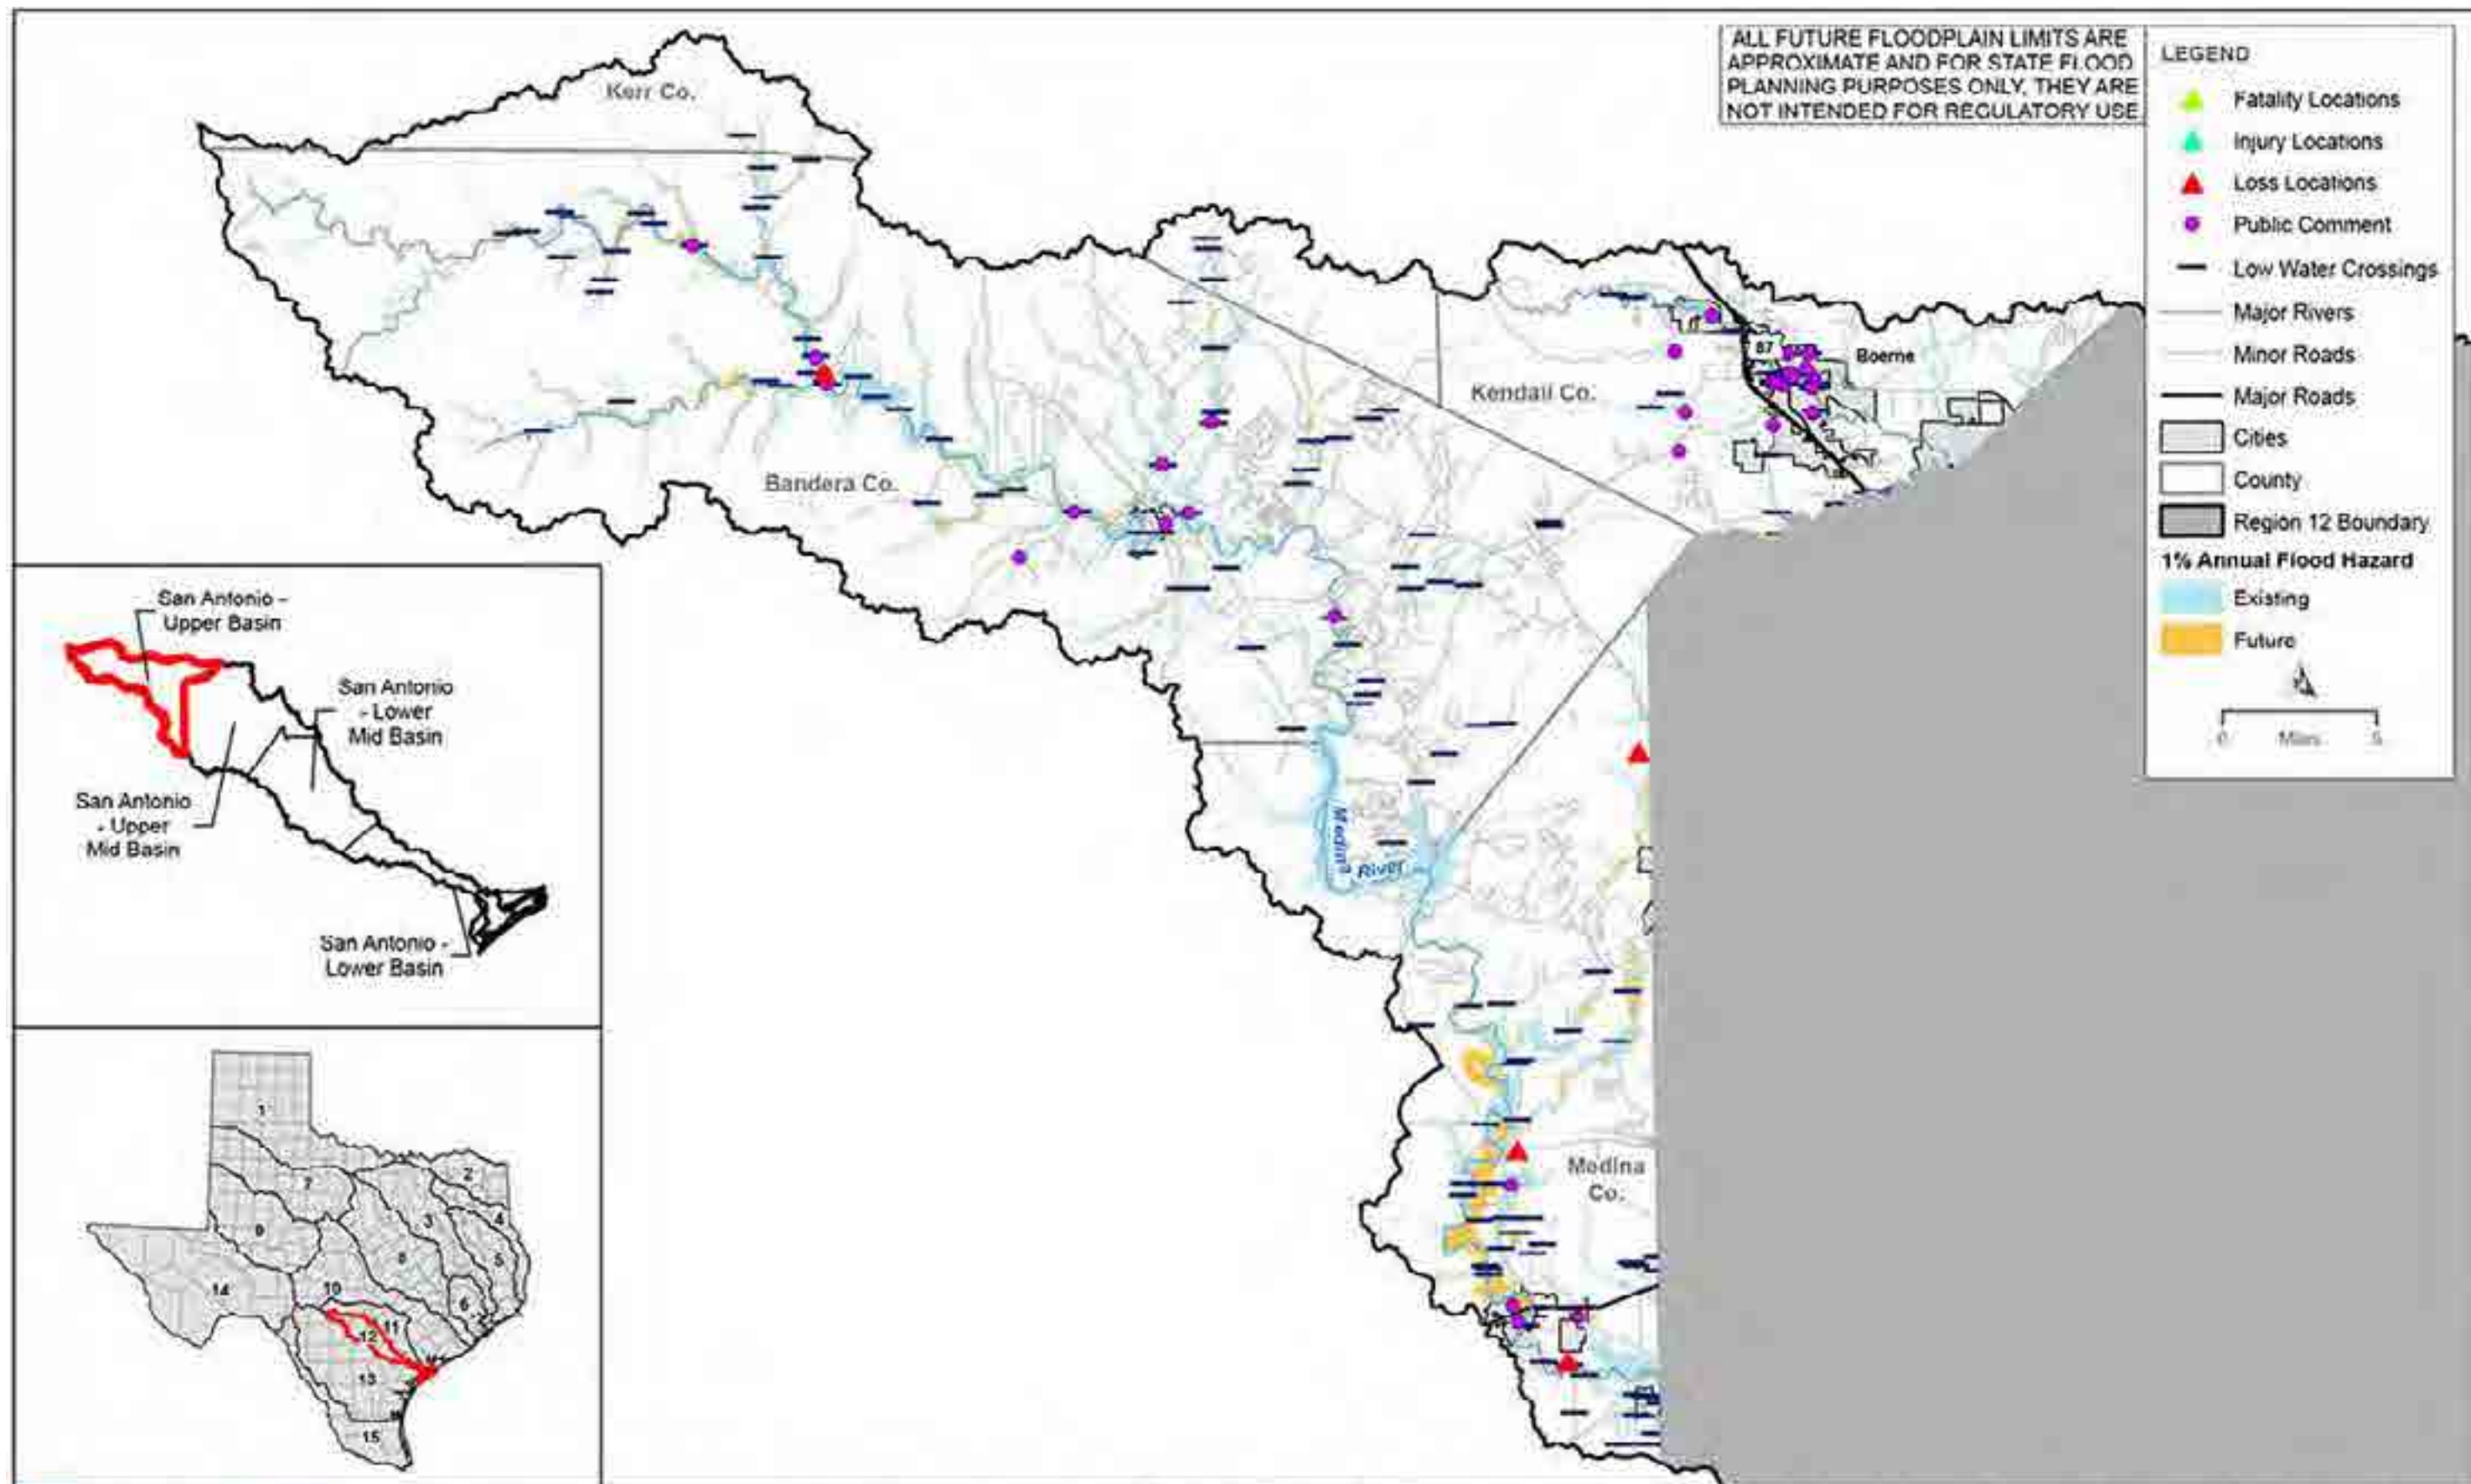 ALL FUTURE FLOODPLAIN LIMITS ARE
APPROXIMATE AND FOR STATE FLOOD
PLANNING PURPOSES ONLY, THEY ARE
NOT INTENDED FOR REGULATORY USE
LEGEND
Fatality Locations
Injury Locations
Loss Locations
Public Comment
Low Water Crossings
Major Rivers
Minor Roads
Major Roads
Cities
County
Region 12 Boundary
1% Annual Flood Hazard
Existing
Future
0 Miles 5
Kerr Co.
Bandera Co.
Kendall Co.
87
Boerne
Medina
River
Medina
Co.
San Antonio -
Upper Basin
San Antonio
- Lower
Mid Basin
San Antonio
- Upper
Mid Basin
San Antonio -
Lower Basin
1
2
7
3
4
9
8
5
14
10
6
11
12
13
15